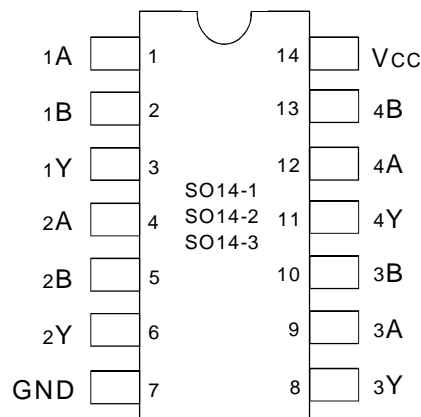 1A 1 14 VCC
1B 2 13 4B
1Y 3 12 4A
SO14-1
2A 4 SO14-2 11 4Y
SO14-3
2B 5 10 3B
2Y 6 9 3A
GND 7 8 3Y